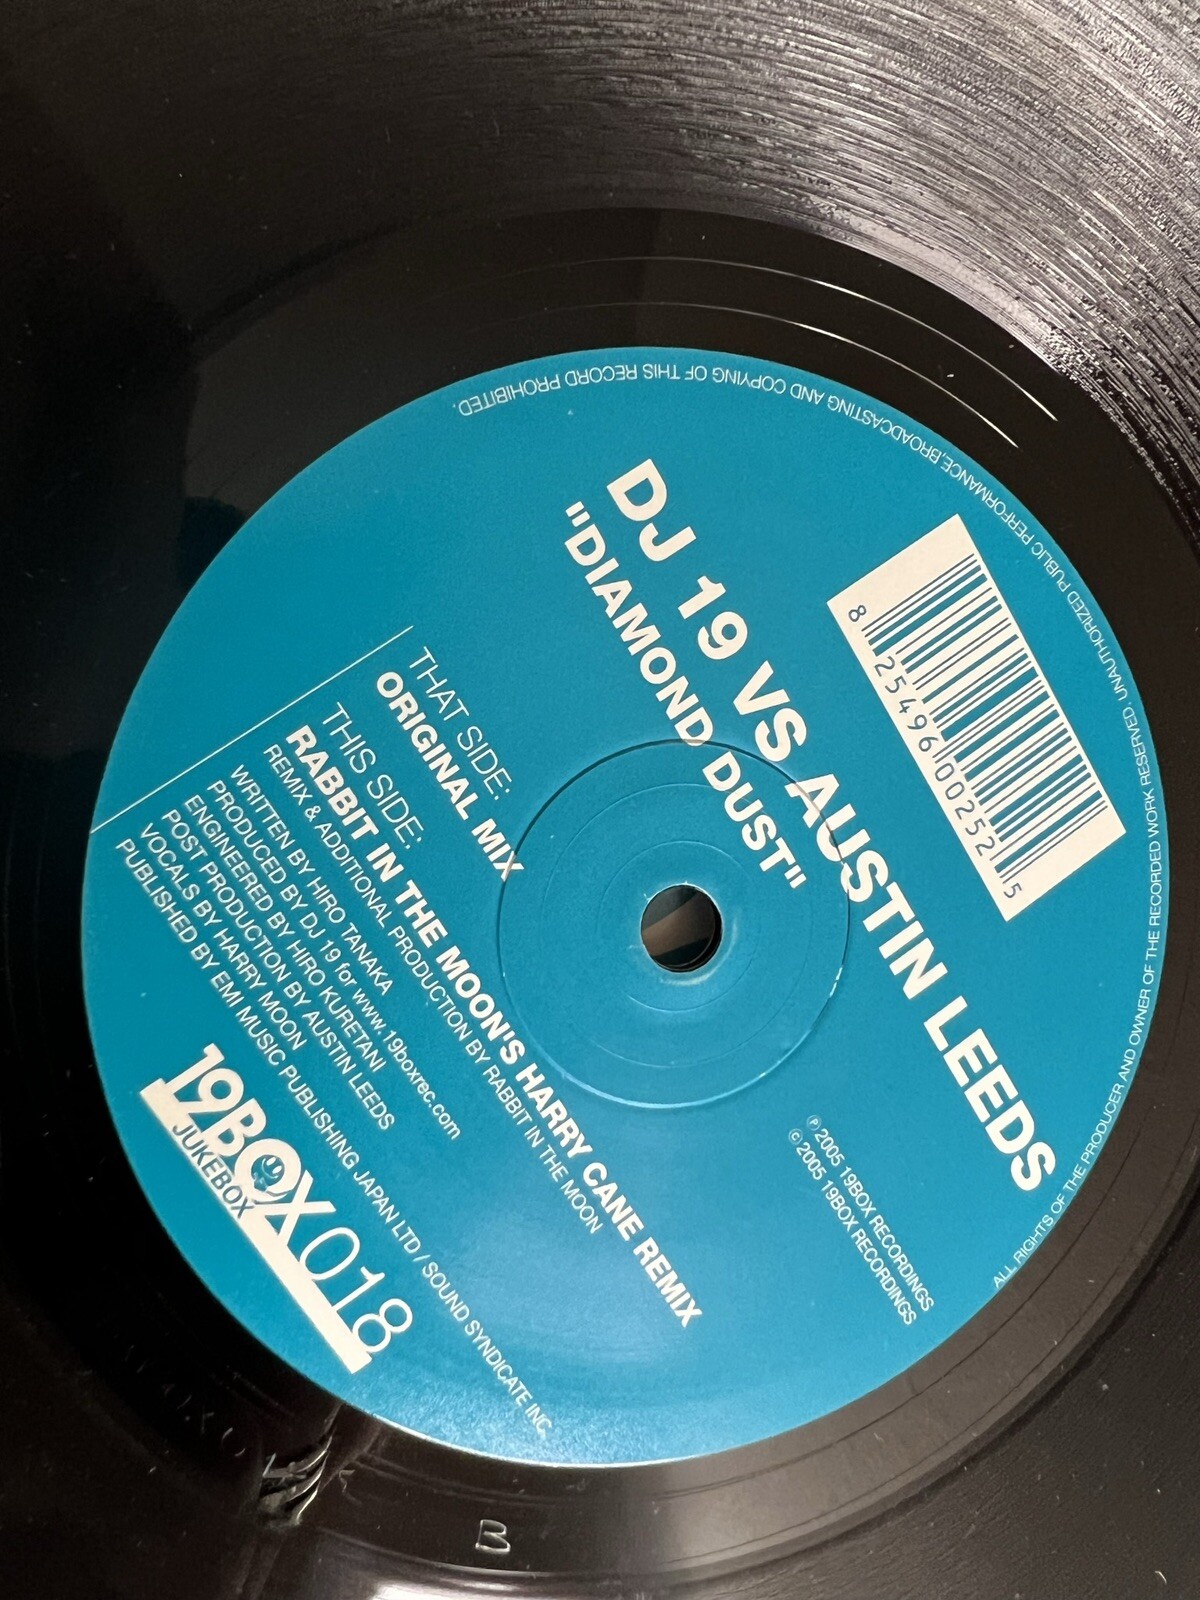 DJ 19 VS AUSTIN LEEDS
"DIAMOND DUST"
8 25496 00252 5
THAT SIDE:
ORIGINAL MIX
THIS SIDE:
RABBIT IN THE MOON'S HARRY CANE REMIX
REMIX & ADDITIONAL PRODUCTION BY RABBIT IN THE MOON
WRITTEN BY HIRO TANAKA
PRODUCED BY DJ 19 for www.19boxrec.com
ENGINEERED BY HIRO KURETANI
POST PRODUCTION BY AUSTIN LEEDS
VOCALS BY HARRY MOON
PUBLISHED BY EMI MUSIC PUBLISHING JAPAN LTD / SOUND SYNDICATE INC.
℗ 2005 19BOX RECORDINGS
© 2005 19BOX RECORDINGS
19BOX 018
JUKEBOX
ALL RIGHTS OF THE PRODUCER AND OWNER OF THE RECORDED WORK RESERVED. UNAUTHORIZED PUBLIC PERFORMANCE,BROADCASTING AND COPYING OF THIS RECORD PROHIBITED.
B